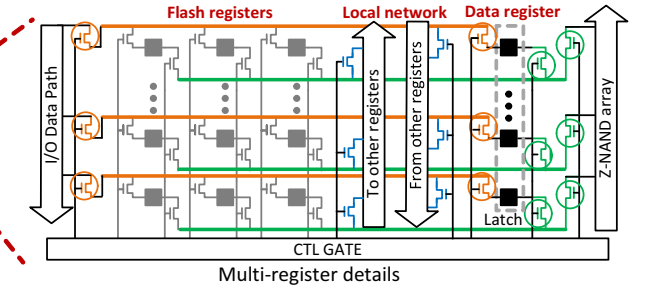 Flash registers
Local network
Data register
I/O Data Path
To other registers
From other registers
Z-NAND array
Latch
CTL GATE
Multi-register details